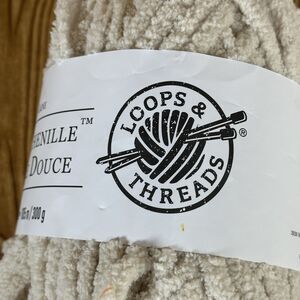 HENILLE™
DOUCE
/ 300 g
LOOPS &
THREADS
®